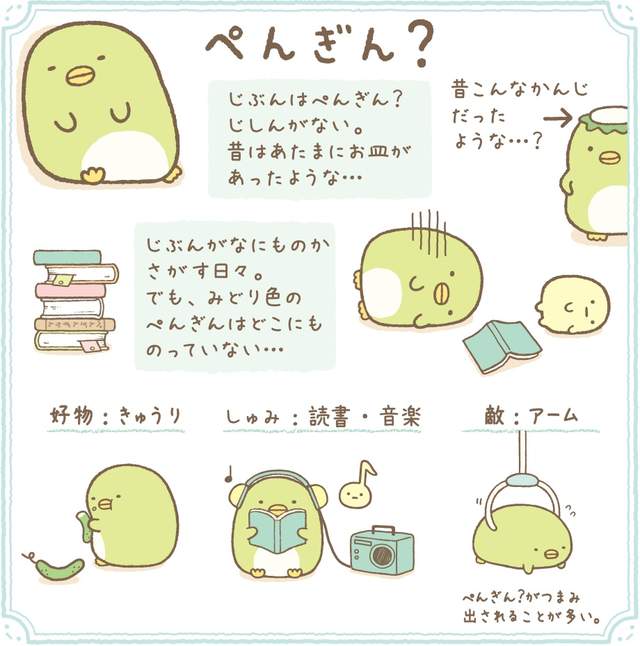 ぺんぎん?
じぶんはぺんぎん?
じしんがない。
昔はあたまにお皿が
あったような…
昔こんなかんじ
だった
ような…?
じぶんがなにものか
さがす日々。
でも、みどり色の
ぺんぎんはどこにも
のっていない…
好物:きゅうり
しゅみ:読書・音楽
敵:アーム
ぺんぎん?がつまみ
出されることが多い。